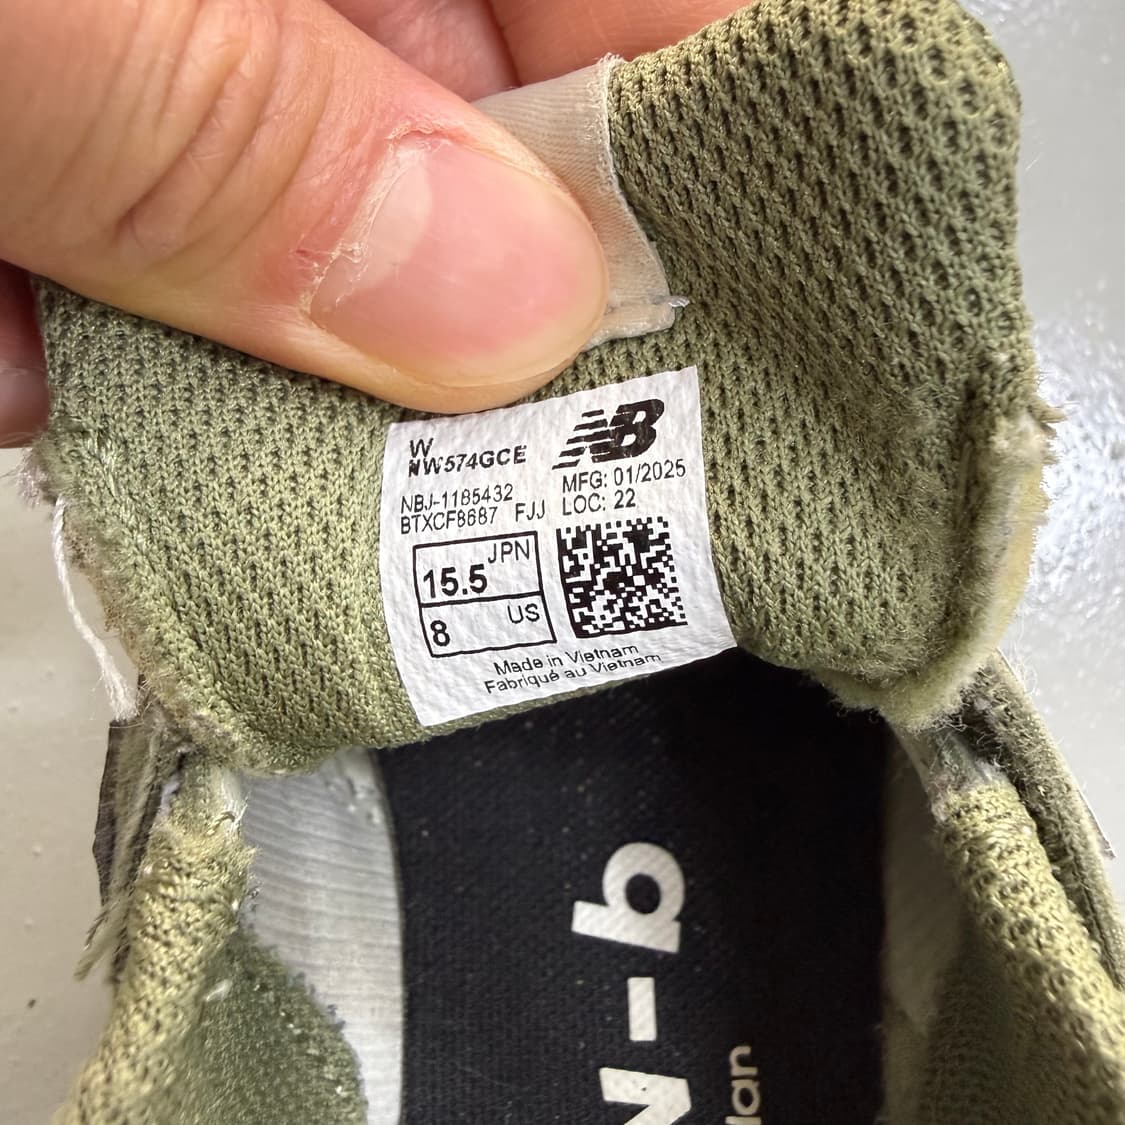 W
NW574GCE
NB
NBJ-1185432
BTXCF8687 FJJ
MFG: 01/2025
LOC: 22
15.5 JPN
8 US
Made in Vietnam
Fabriqué au Vietnam